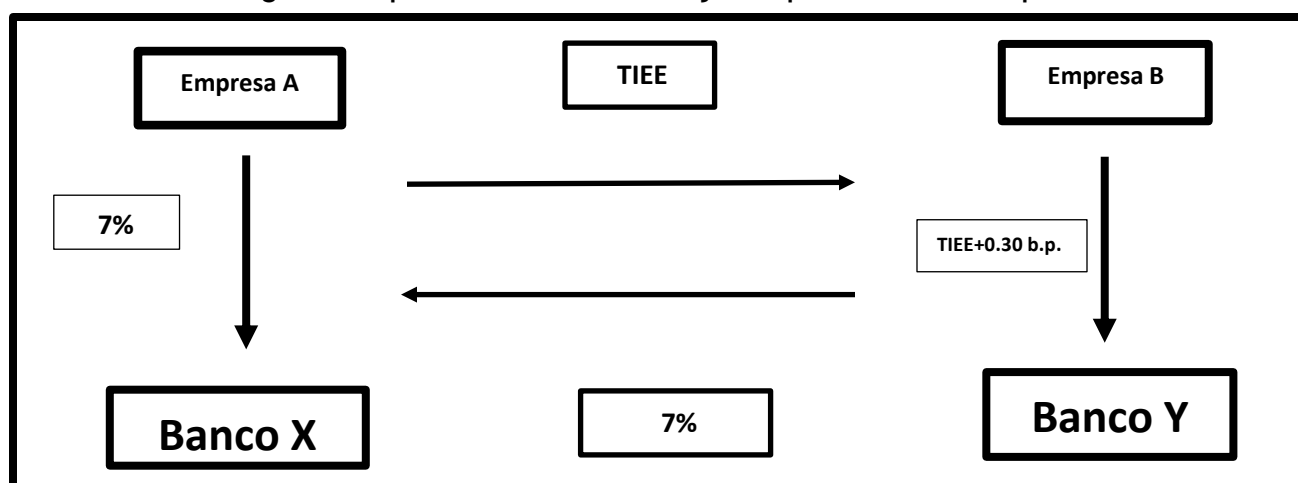 Empresa A
TIEE
Empresa B
7%
TIEE+0.30 b.p.
Banco X
7%
Banco Y